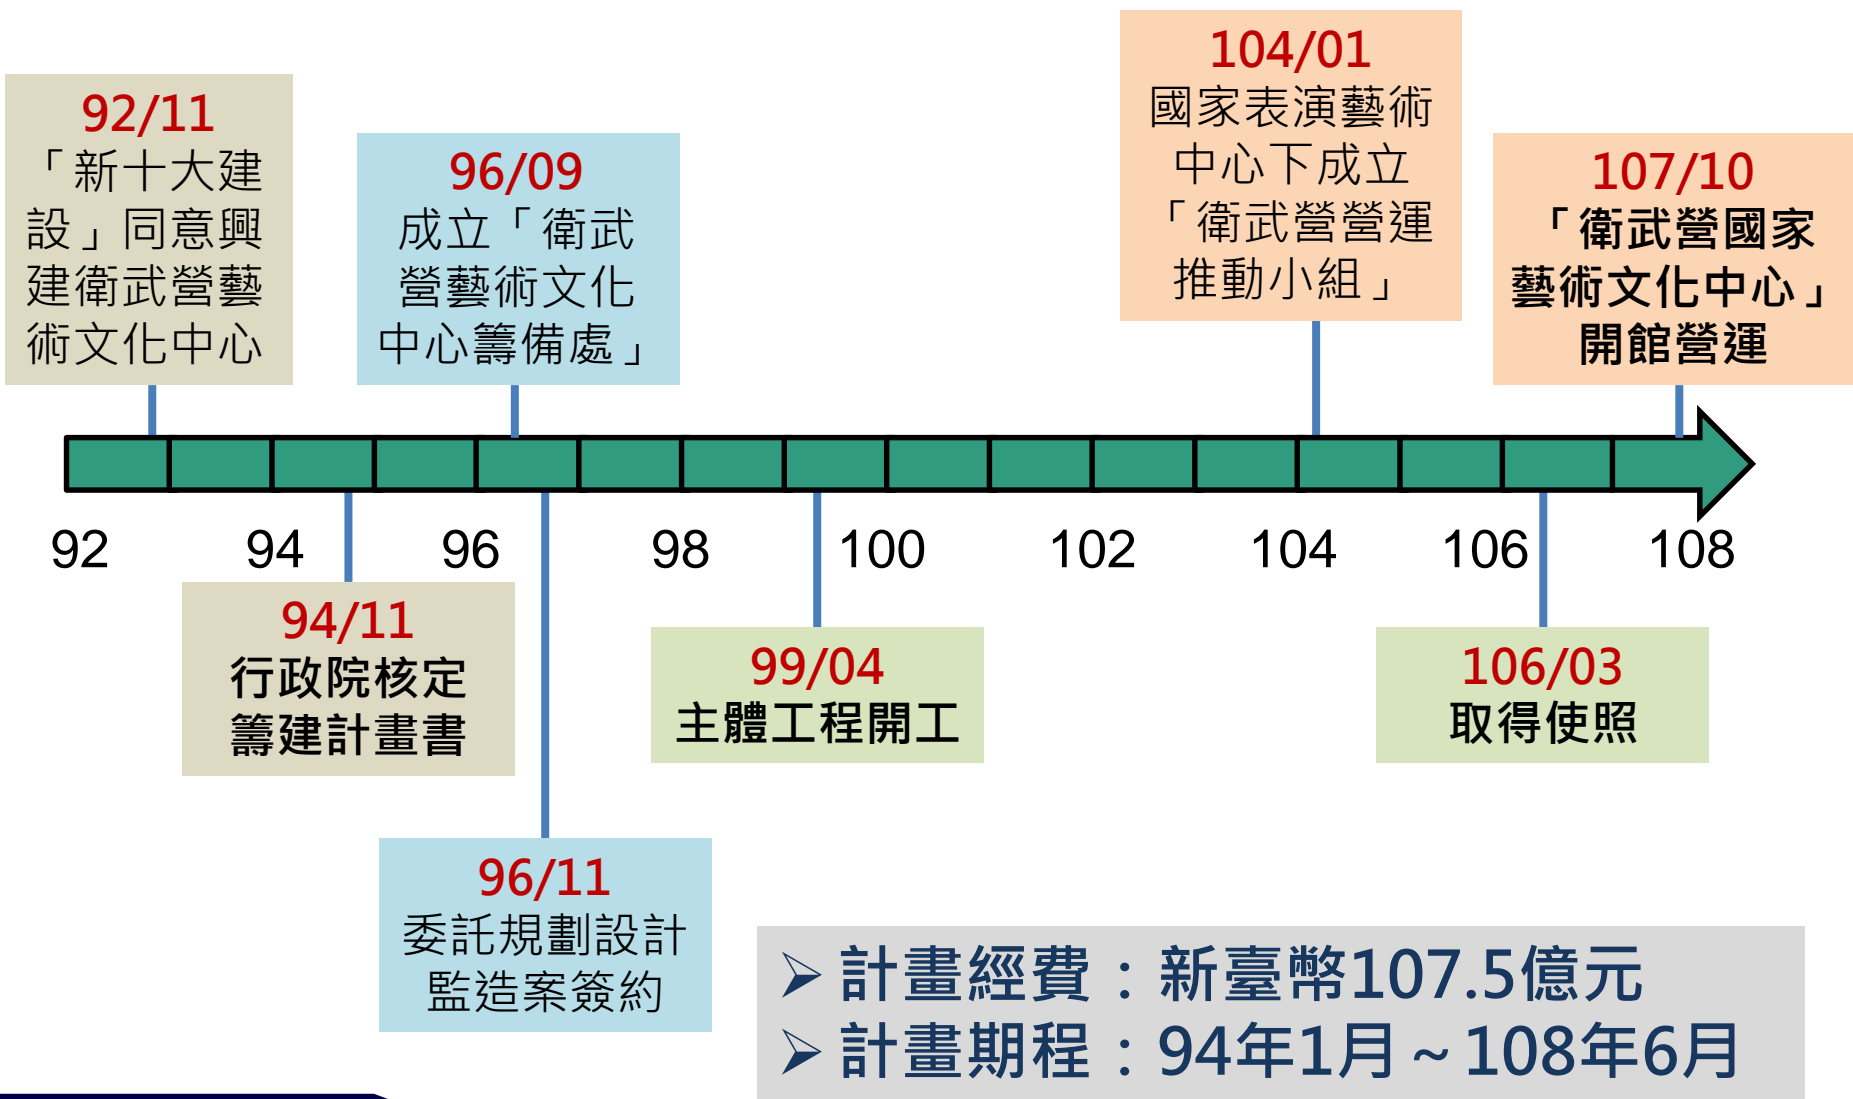 92/11
「新十大建
設」同意興
建衛武營藝
術文化中心
96/09
成立「衛武
營藝術文化
中心籌備處」
104/01
國家表演藝術
中心下成立
「衛武營營運
推動小組」
107/10
「衛武營國家
藝術文化中心」
開館營運
92 94 96 98 100 102 104 106 108
94/11
行政院核定
籌建計畫書
96/11
委託規劃設計
監造案簽約
99/04
主體工程開工
106/03
取得使照
➢ 計畫經費：新臺幣107.5億元
➢ 計畫期程：94年1月~108年6月